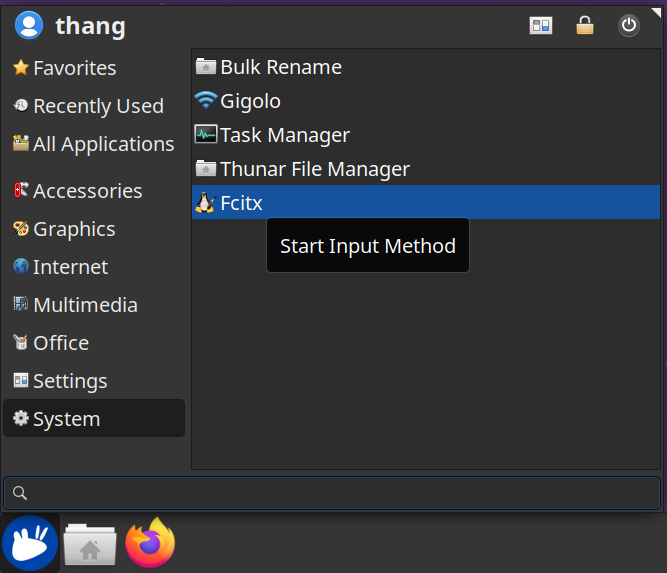 thang
Favorites
Recently Used
All Applications
Accessories
Graphics
Internet
Multimedia
Office
Settings
System
Bulk Rename
Gigolo
Task Manager
Thunar File Manager
Fcitx
Start Input Method